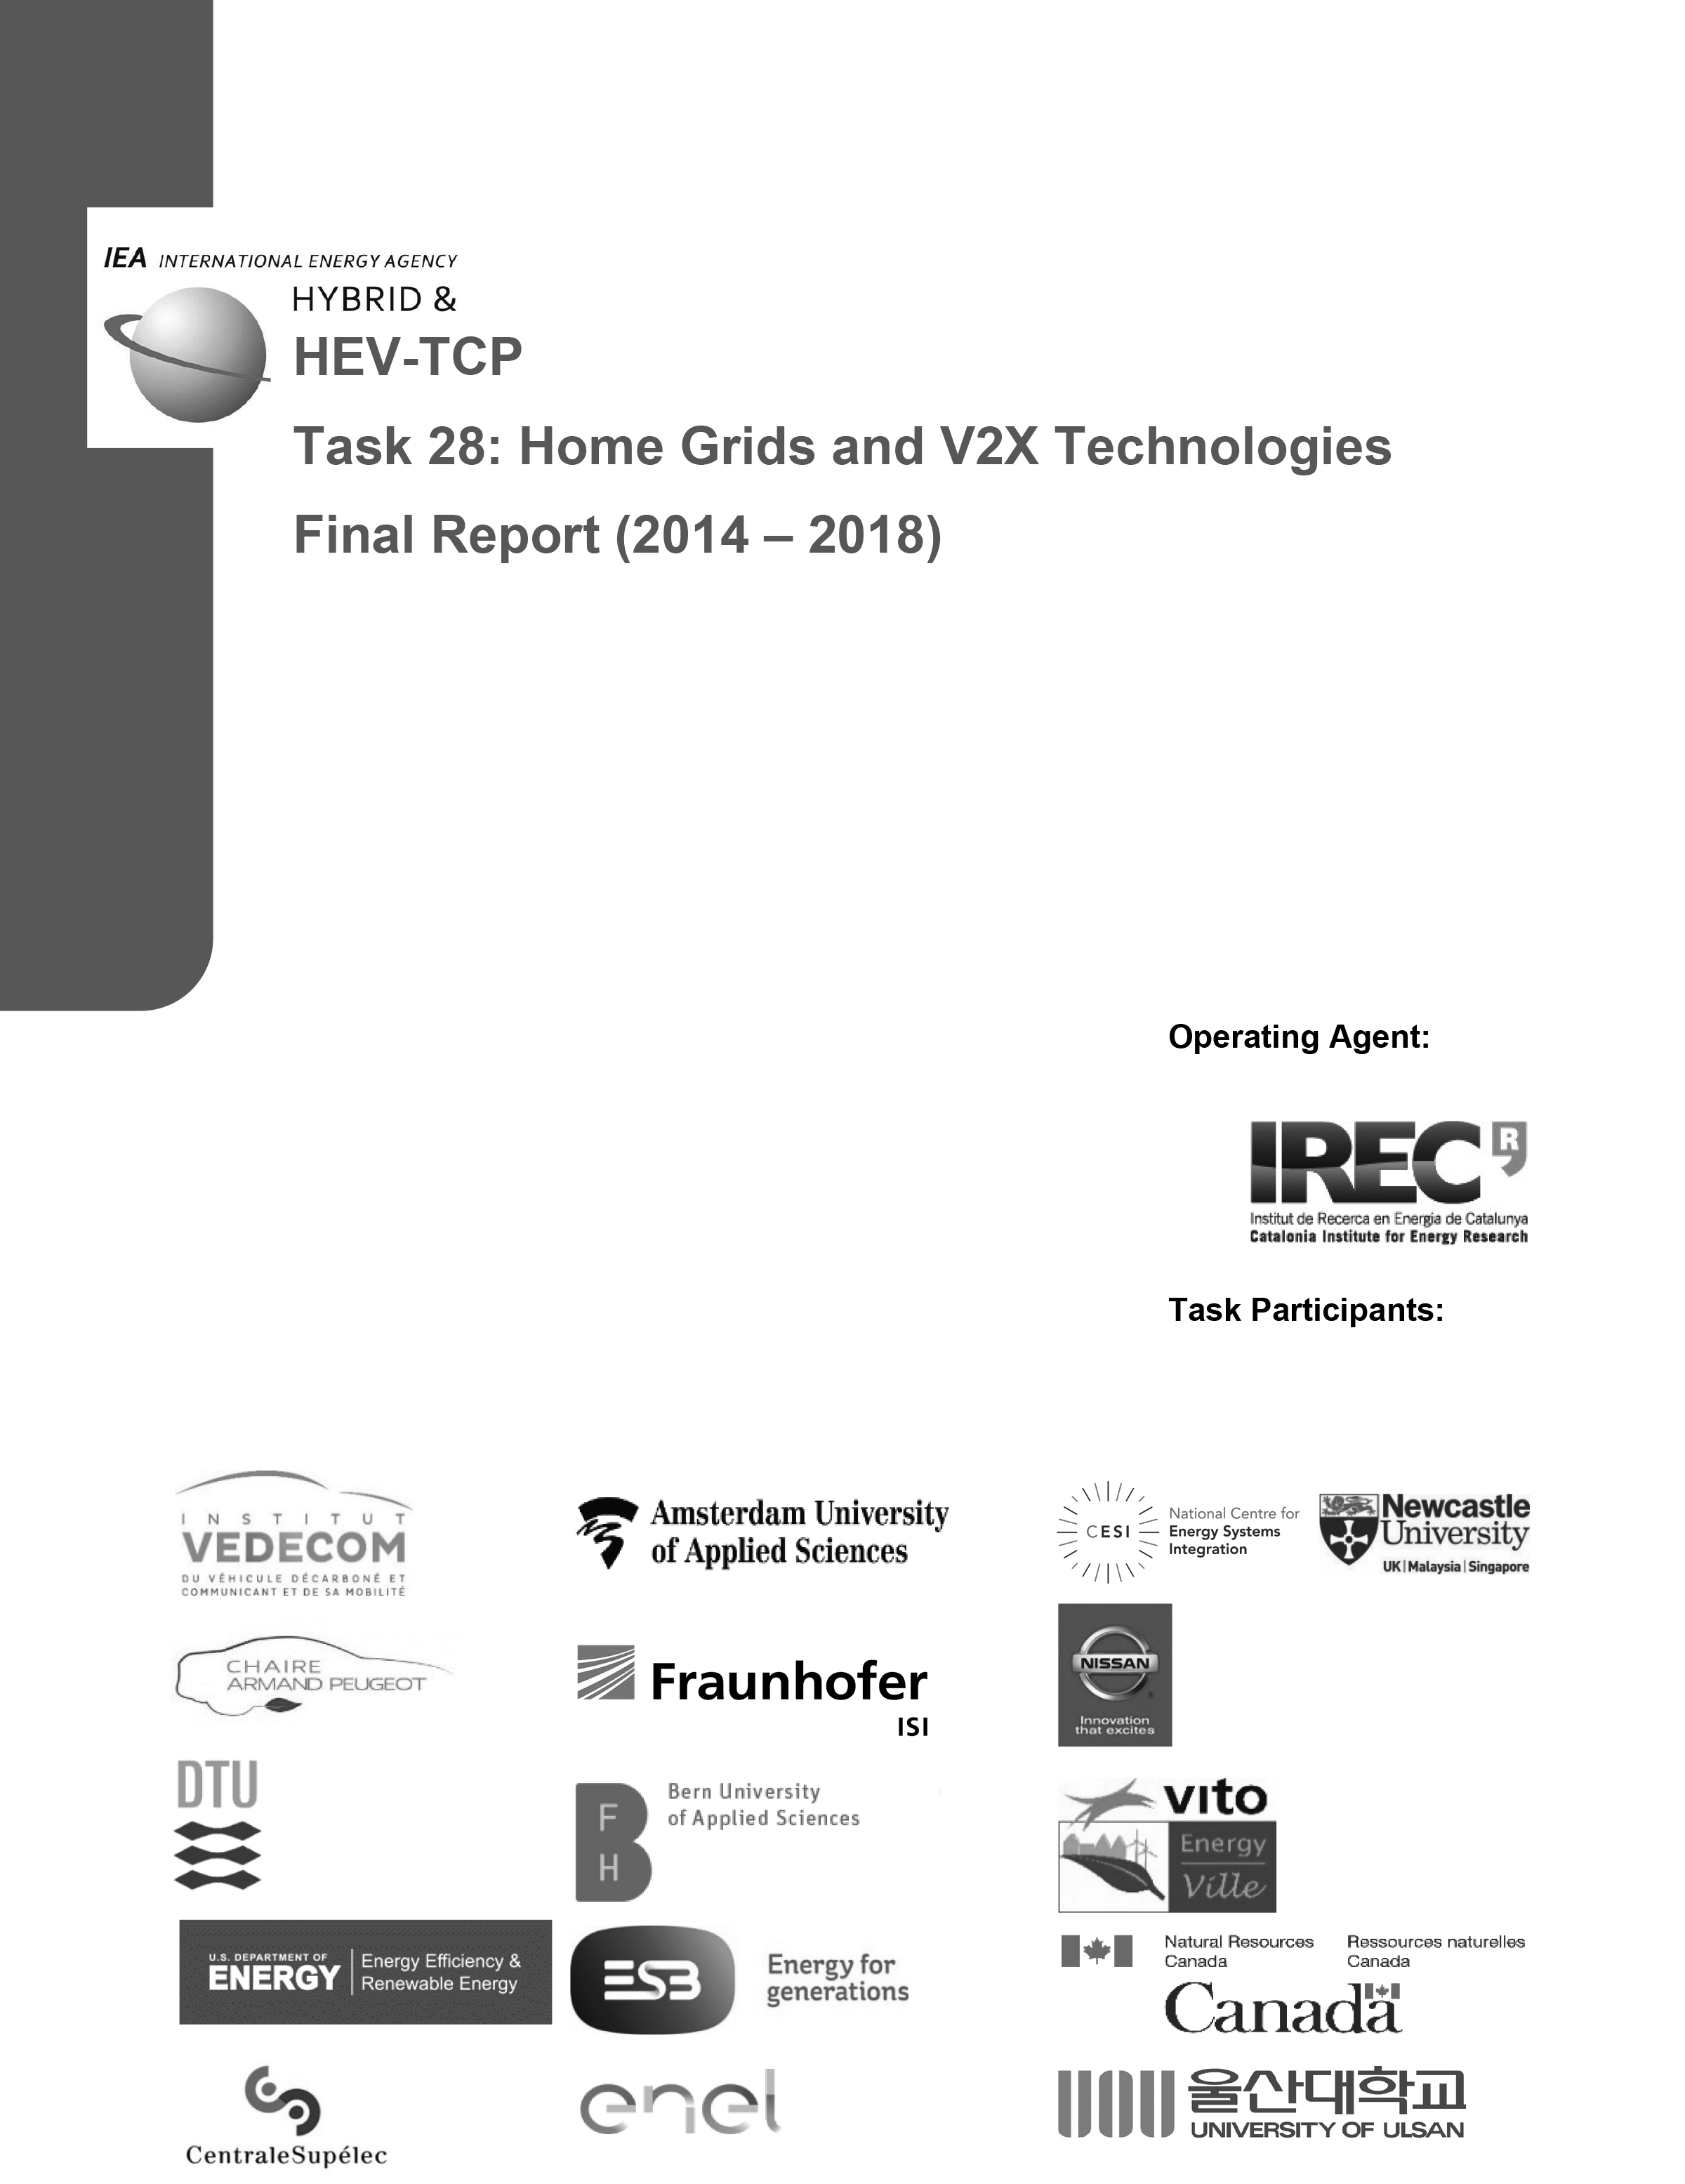 IEA INTERNATIONAL ENERGY AGENCY
HYBRID &
HEV-TCP
Task 28: Home Grids and V2X Technologies
Final Report (2014 – 2018)
Operating Agent:
IREC R
Institut de Recerca en Energia de Catalunya
Catalonia Institute for Energy Research
Task Participants:
INSTITUT
VEDECOM
DU VÉHICULE DÉCARBONÉ ET
COMMUNICANT ET DE SA MOBILITÉ
Amsterdam University
of Applied Sciences
CESI
National Centre for
Energy Systems
Integration
Newcastle
University
UK | Malaysia | Singapore
CHAIRE
ARMAND PEUGEOT
Fraunhofer
ISI
NISSAN
Innovation
that excites
DTU
B
F
H
Bern University
of Applied Sciences
vito
Energy
Ville
U.S. DEPARTMENT OF
ENERGY
Energy Efficiency &
Renewable Energy
ESB
Energy for
generations
Natural Resources
Canada
Ressources naturelles
Canada
Canada
CentraleSupélec
enel
UOU
울산대학교
UNIVERSITY OF ULSAN